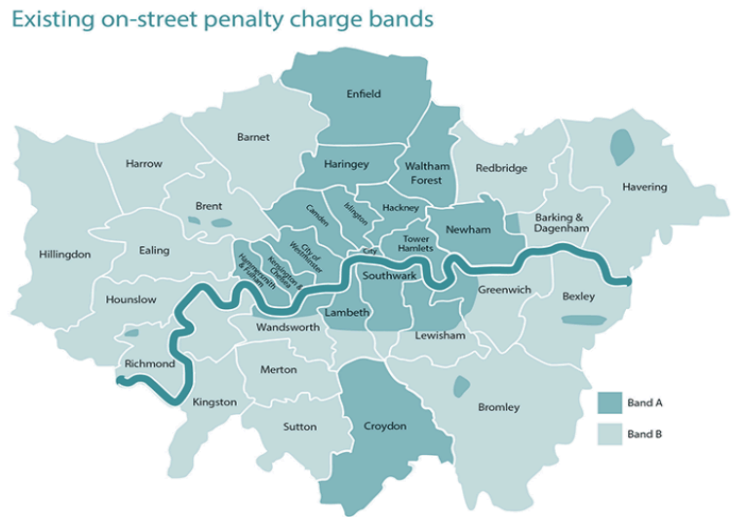 Existing on-street penalty charge bands
Enfield
Barnet
Harrow
Haringey
Waltham
Forest
Redbridge
Havering
Brent
Camden
Islington
Hackney
Barking &
Dagenham
Newham
Hillingdon
Ealing
City of
Westminster
City
Tower
Hamlets
Hammersmith
& Fulham
Kensington &
Chelsea
Southwark
Greenwich
Bexley
Hounslow
Lambeth
Wandsworth
Lewisham
Richmond
Merton
Kingston
Sutton
Croydon
Bromley
Band A
Band B